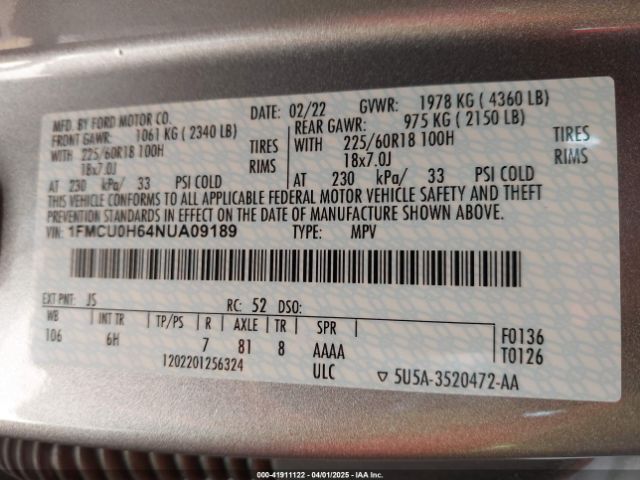 MFD. BY FORD MOTOR CO. DATE: 02/22 GVWR: 1978 KG ( 4360 LB)
FRONT GAWR: 1061 KG ( 2340 LB) REAR GAWR: 975 KG ( 2150 LB)
WITH 225/60R18 100H TIRES WITH 225/60R18 100H TIRES
18x7.0J RIMS 18x7.0J RIMS
AT 230 kPa/ 33 PSI COLD AT 230 kPa/ 33 PSI COLD
THIS VEHICLE CONFORMS TO ALL APPLICABLE FEDERAL MOTOR VEHICLE SAFETY AND THEFT
PREVENTION STANDARDS IN EFFECT ON THE DATE OF MANUFACTURE SHOWN ABOVE.
VIN: 1FMCU0H64NUA09189 TYPE: MPV
EXT PNT: JS RC: 52 DSO:
WB INT TR TP/PS R AXLE TR SPR F0136
106 6H 7 81 8 AAAA T0126
1202201256324 ULC 5U5A-3520472-AA
000-41911122 - 04/01/2025 - IAA Inc.